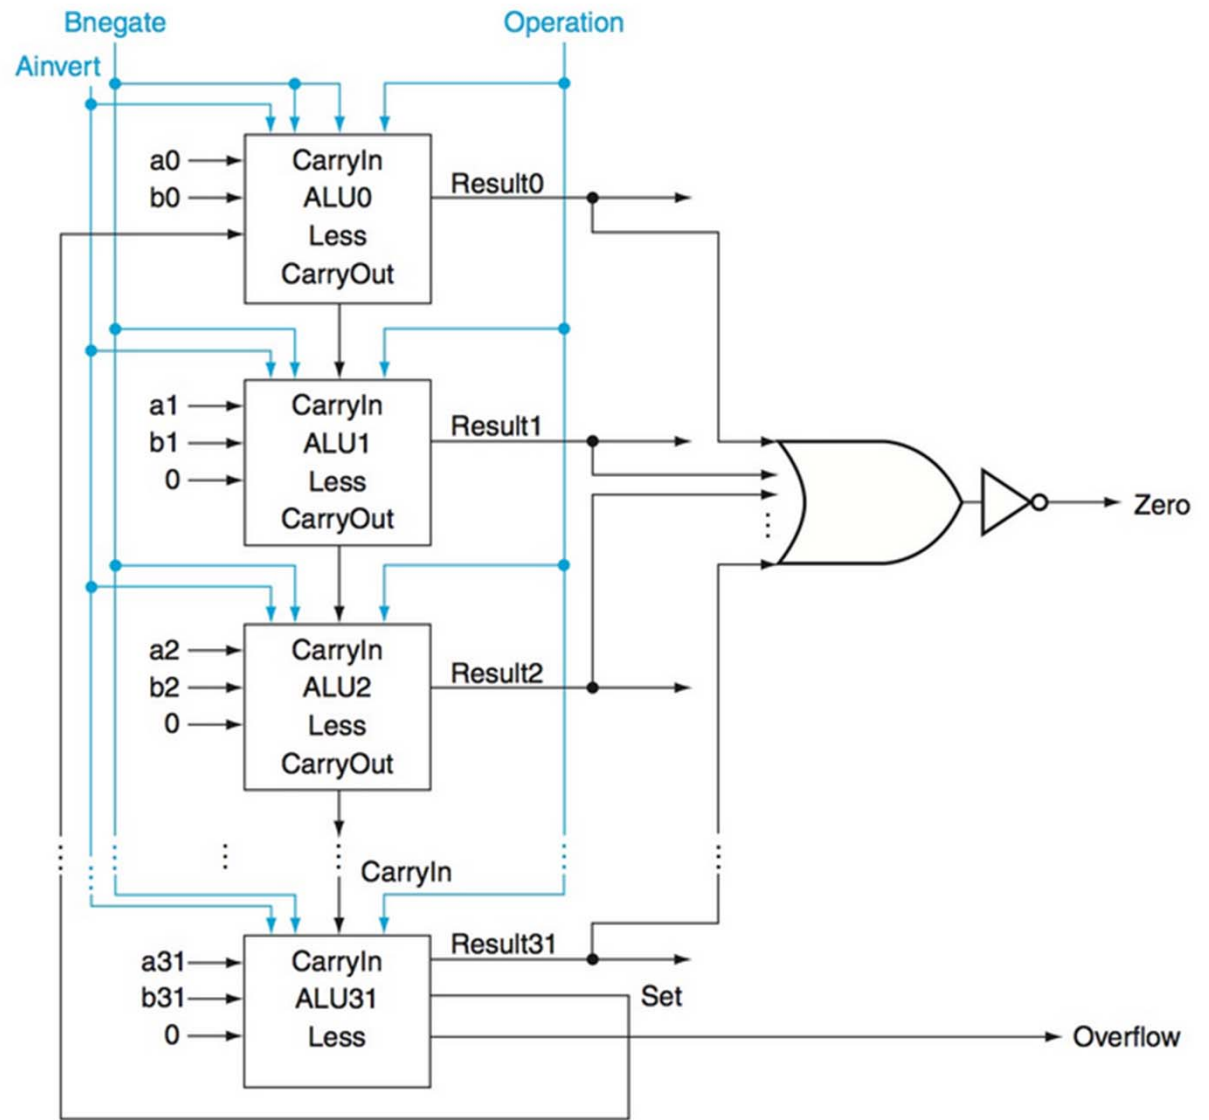 Bnegate
Operation
Ainvert
a0
CarryIn
b0
ALU0
Less
CarryOut
Result0
a1
CarryIn
b1
ALU1
0
Less
CarryOut
Result1
Zero
a2
CarryIn
b2
ALU2
0
Less
CarryOut
Result2
CarryIn
a31
CarryIn
b31
ALU31
0
Less
Result31
Set
Overflow